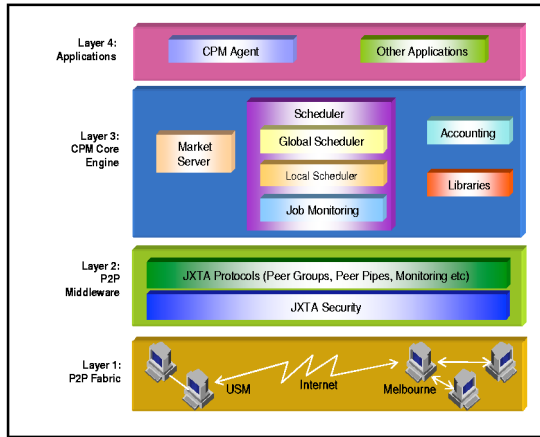 Layer 4:
Applications
CPM Agent
Other Applications
Layer 3:
CPM Core
Engine
Market
Server
Scheduler
Global Scheduler
Local Scheduler
Job Monitoring
Accounting
Libraries
Layer 2:
P2P
Middleware
JXTA Protocols (Peer Groups, Peer Pipes, Monitoring etc)
JXTA Security
Layer 1:
P2P Fabric
USM
Internet
Melbourne